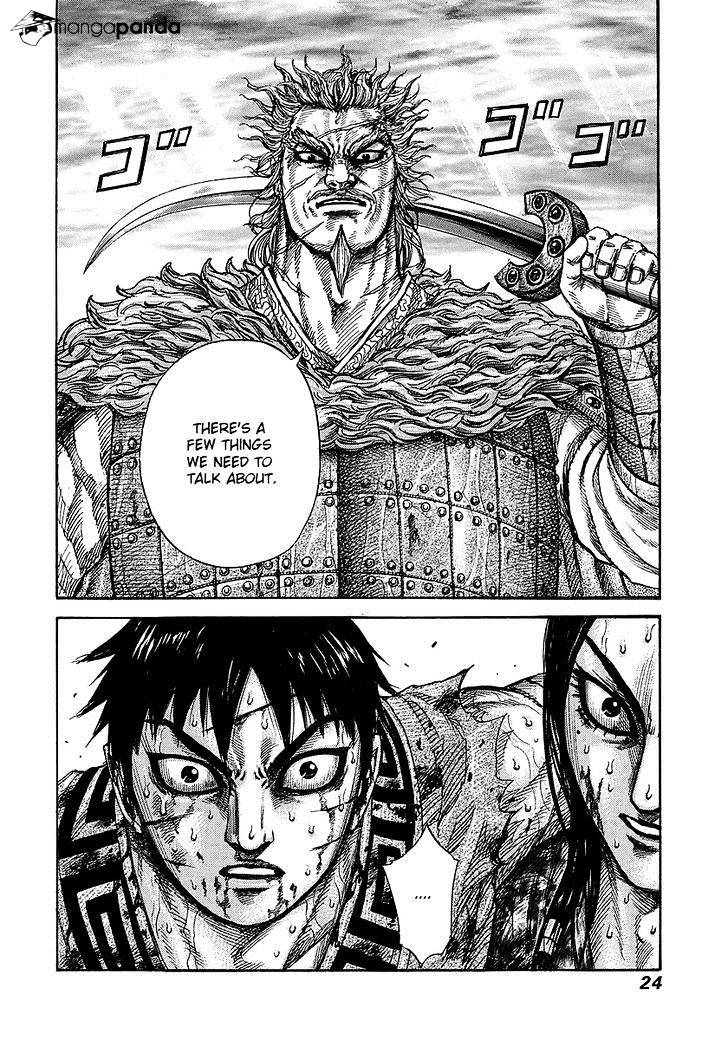 mangapanda
ゴ゛ ゴ゛ ゴ゛
THERE'S A
FEW THINGS
WE NEED TO
TALK ABOUT.
....
24